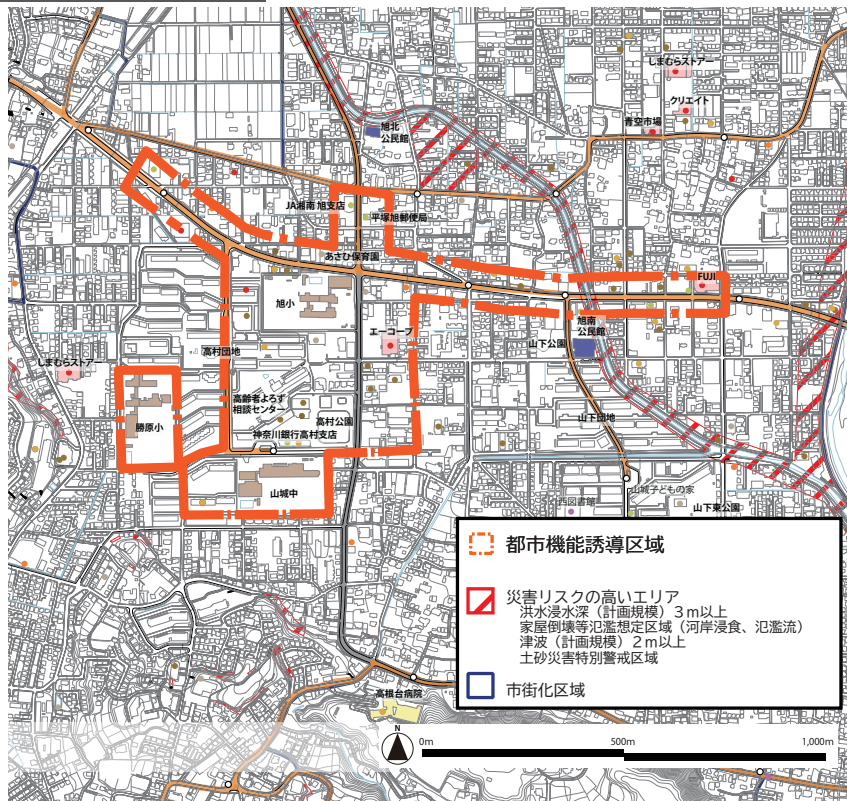 しまむらストアー
クリエイト
青空市場
旭北
公民館
JA湘南 旭支店
平塚旭郵便局
あさひ保育園
FUJI
旭小
旭南
公民館
エーコープ
山下公園
高村団地
しまむらストアー
高齢者よろず
相談センター
高村公園
山下団地
勝原小
神奈川銀行高村支店
山城中
山城子どもの家
西図書館
山下東公園
都市機能誘導区域
災害リスクの高いエリア
洪水浸水深（計画規模）３ｍ以上
家屋倒壊等氾濫想定区域（河岸浸食、氾濫流）
津波（計画規模）２ｍ以上
土砂災害特別警戒区域
市街化区域
高根台病院
N
0m
500m
1,000m